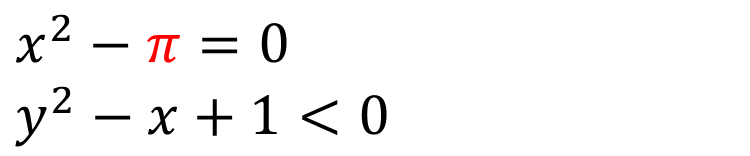 𝑥² − 𝜋 = 0
𝑦² − 𝑥 + 1 < 0